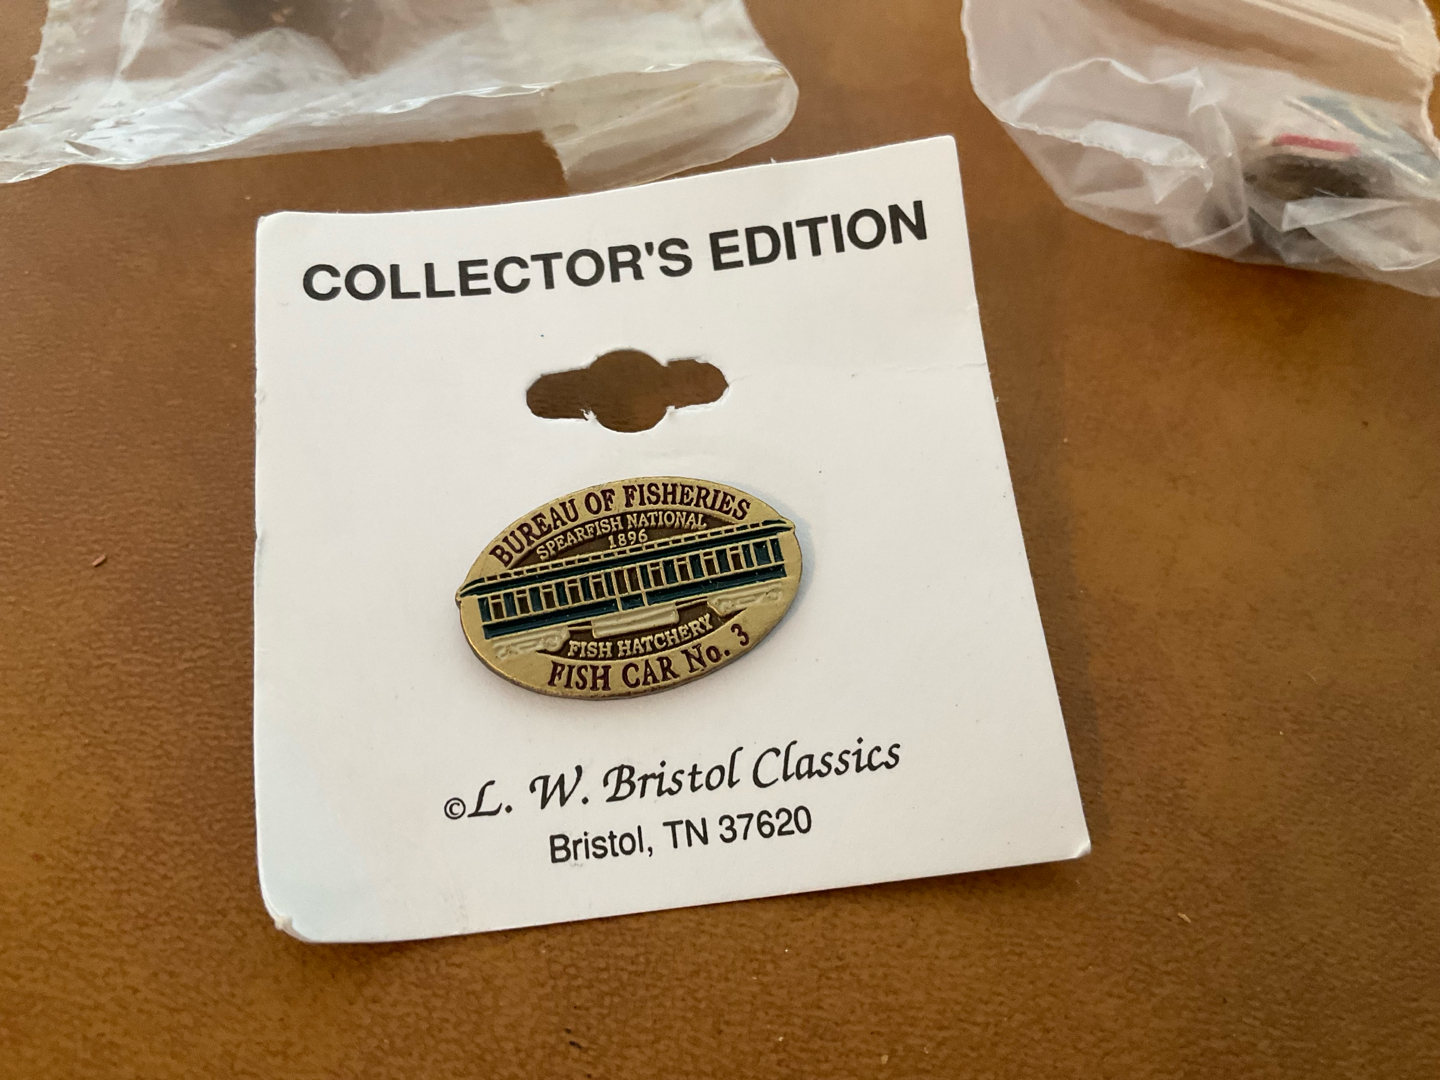 COLLECTOR'S EDITION
BUREAU OF FISHERIES
SPEARFISH NATIONAL
1896
FISH HATCHERY
FISH CAR No. 3
©L. W. Bristol Classics
Bristol, TN 37620